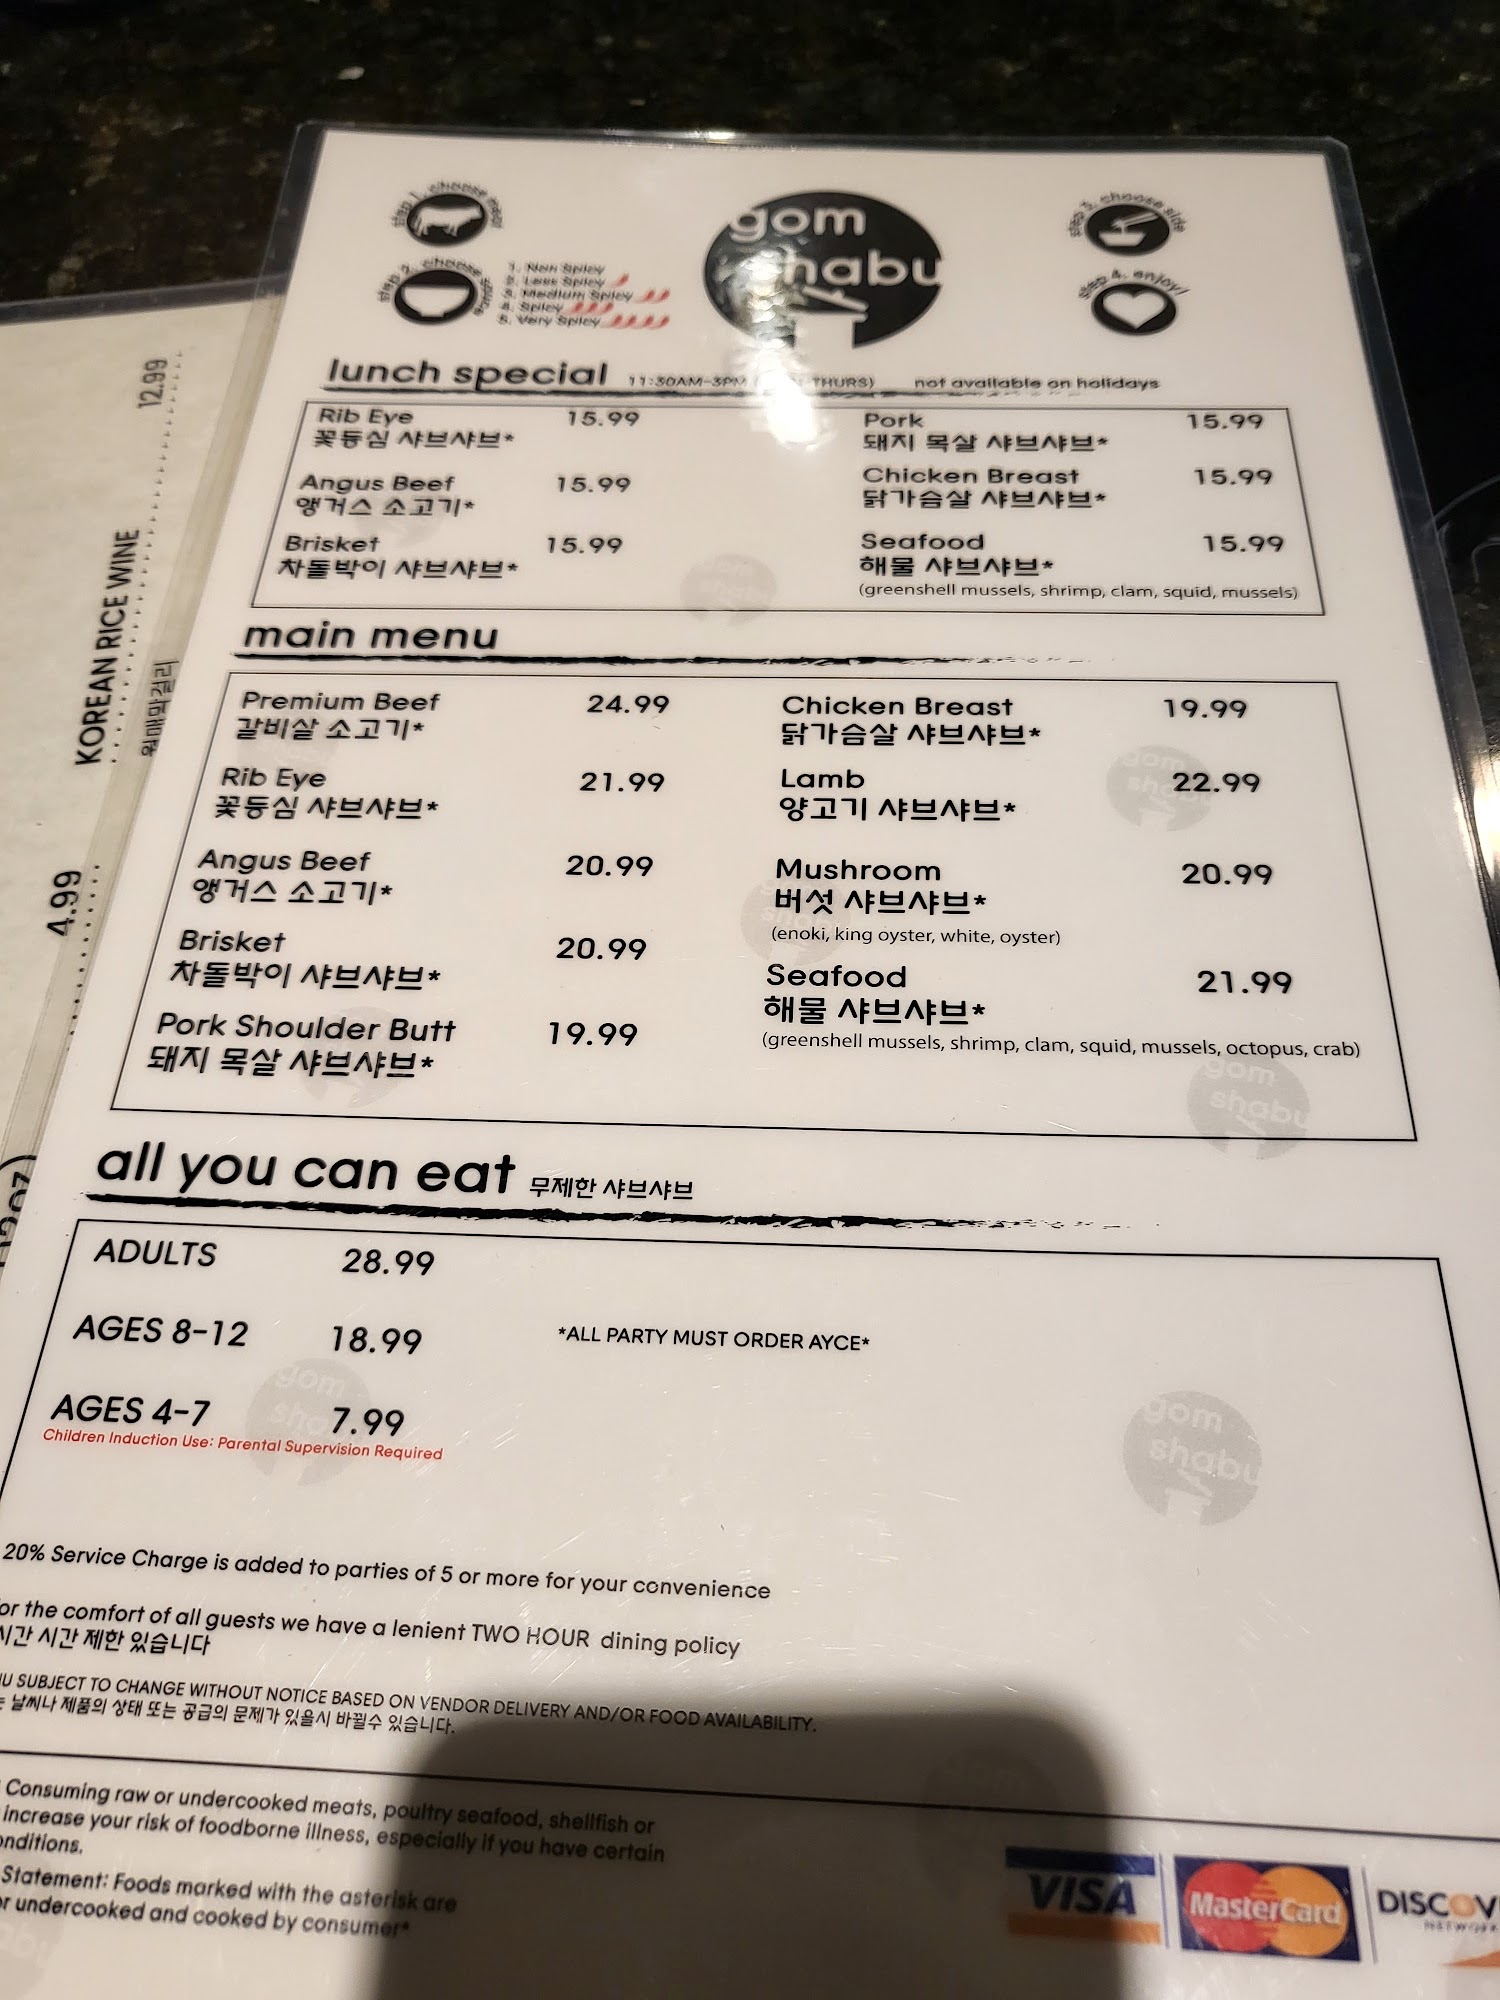 step 1. choose meat
step 2. choose spice
1. Non Spicy
2. Less Spicy
3. Medium Spicy
4. Spicy
5. Very Spicy
gom
shabu
step 3. choose side
step 4. enjoy!
lunch special 11:30AM-3PM THURS) not available on holidays
Rib Eye 15.99
꽃등심 샤브샤브*
Angus Beef 15.99
앵거스 소고기*
Brisket 15.99
차돌박이 샤브샤브*
Pork 15.99
돼지 목살 샤브샤브*
Chicken Breast 15.99
닭가슴살 샤브샤브*
Seafood 15.99
해물 샤브샤브*
(greenshell mussels, shrimp, clam, squid, mussels)
main menu
Premium Beef 24.99
갈비살 소고기*
Rib Eye 21.99
꽃등심 샤브샤브*
Angus Beef 20.99
앵거스 소고기*
Brisket 20.99
차돌박이 샤브샤브*
Pork Shoulder Butt 19.99
돼지 목살 샤브샤브*
Chicken Breast 19.99
닭가슴살 샤브샤브*
Lamb 22.99
양고기 샤브샤브*
Mushroom 20.99
버섯 샤브샤브*
(enoki, king oyster, white, oyster)
Seafood 21.99
해물 샤브샤브*
(greenshell mussels, shrimp, clam, squid, mussels, octopus, crab)
all you can eat 무제한 샤브샤브
ADULTS 28.99
AGES 8-12 18.99
*ALL PARTY MUST ORDER AYCE*
AGES 4-7 7.99
Children Induction Use: Parental Supervision Required
20% Service Charge is added to parties of 5 or more for your convenience
or the comfort of all guests we have a lenient TWO HOUR dining policy
시간 시간 제한 있습니다
NU SUBJECT TO CHANGE WITHOUT NOTICE BASED ON VENDOR DELIVERY AND/OR FOOD AVAILABILITY.
는 날씨나 제품의 상태 또는 공급의 문제가 있을시 바뀔수 있습니다.
Consuming raw or undercooked meats, poultry seafood, shellfish or
increase your risk of foodborne illness, especially if you have certain
onditions.
Statement: Foods marked with the asterisk are
or undercooked and cooked by consumer*
VISA
MasterCard
DISCOV
NETWORK
KOREAN RICE WINE 12.99
원매막걸리
4.99